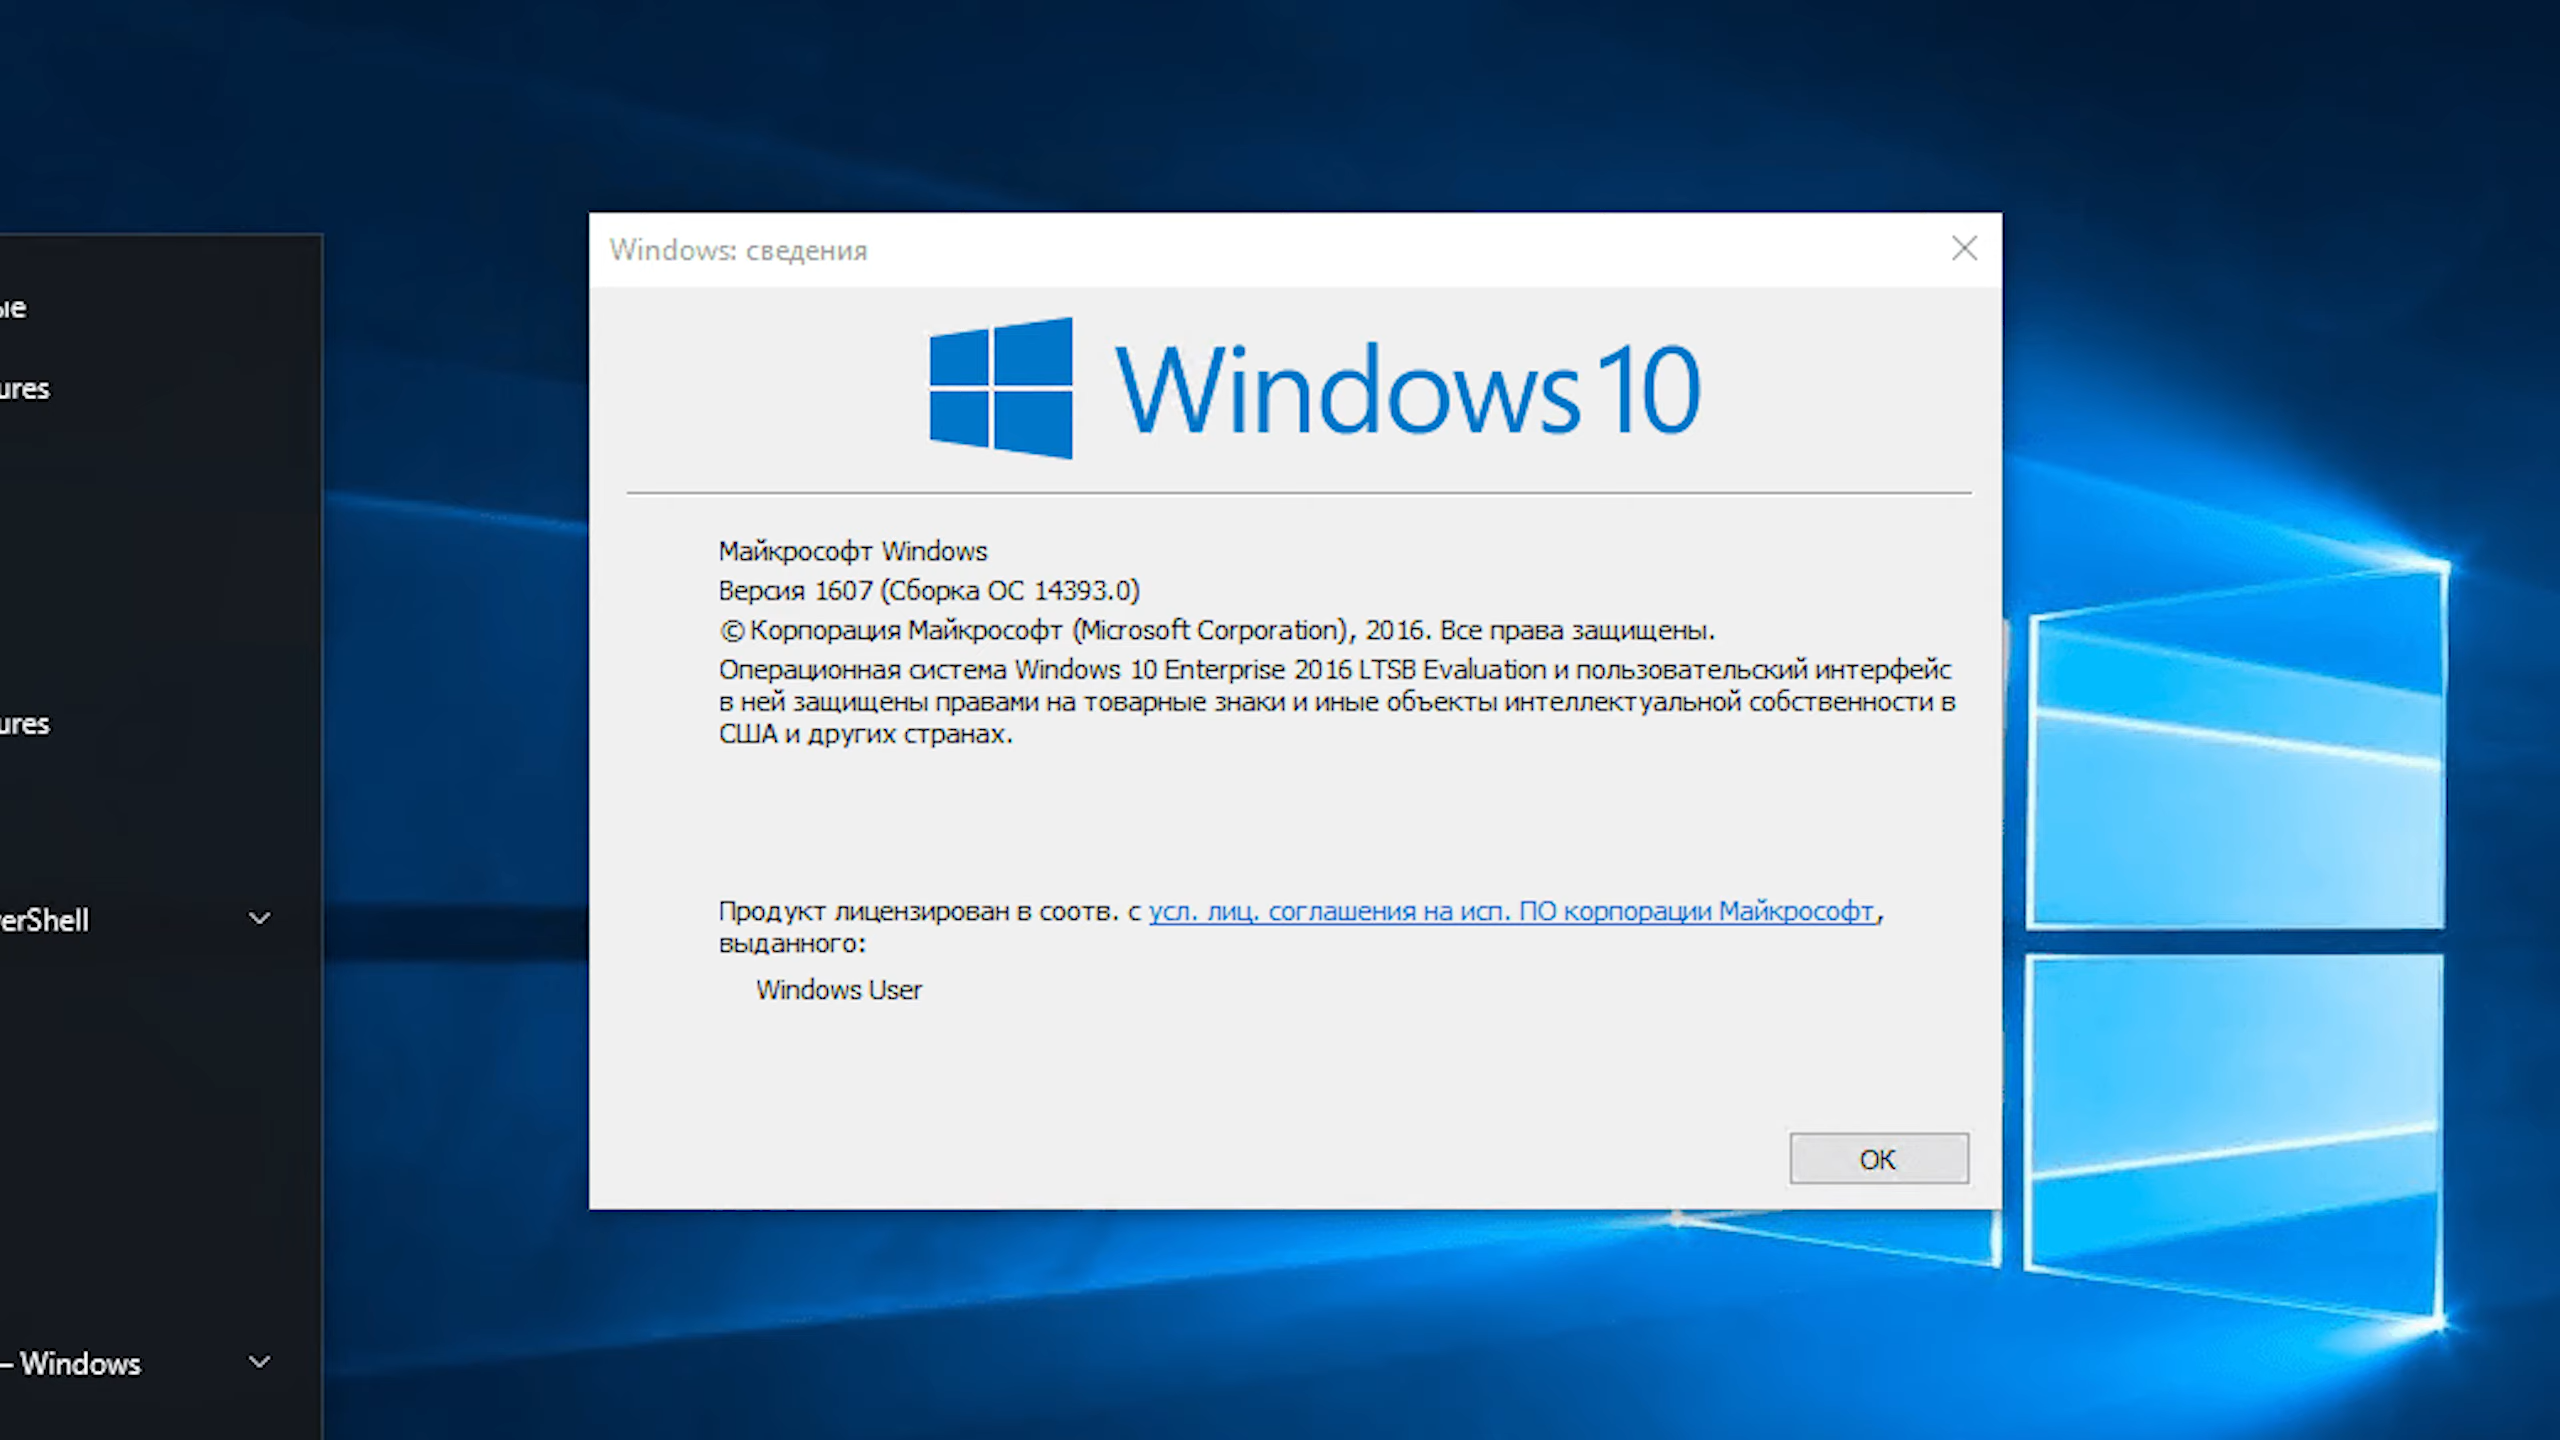 Windows: сведения
ые
ures
ures
erShell
– Windows
Windows 10
Майкрософт Windows
Версия 1607 (Сборка ОС 14393.0)
© Корпорация Майкрософт (Microsoft Corporation), 2016. Все права защищены.
Операционная система Windows 10 Enterprise 2016 LTSB Evaluation и пользовательский интерфейс
в ней защищены правами на товарные знаки и иные объекты интеллектуальной собственности в
США и других странах.
Продукт лицензирован в соотв. с усл. лиц. соглашения на исп. ПО корпорации Майкрософт,
выданного:
Windows User
ОК